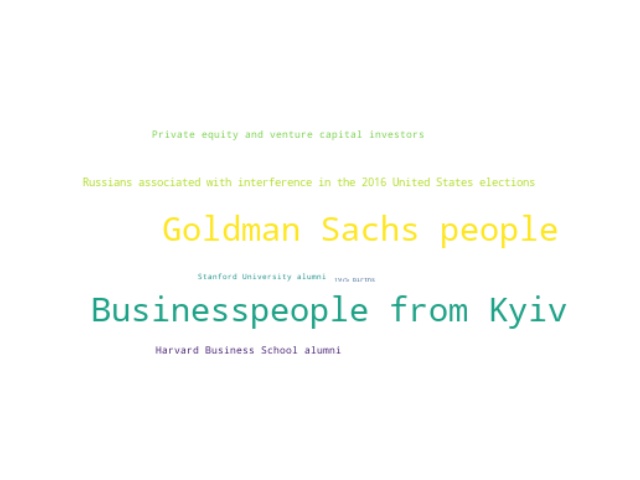 Private equity and venture capital investors
Russians associated with interference in the 2016 United States elections
Goldman Sachs people
Stanford University alumni
births
Businesspeople from Kyiv
Harvard Business School alumni